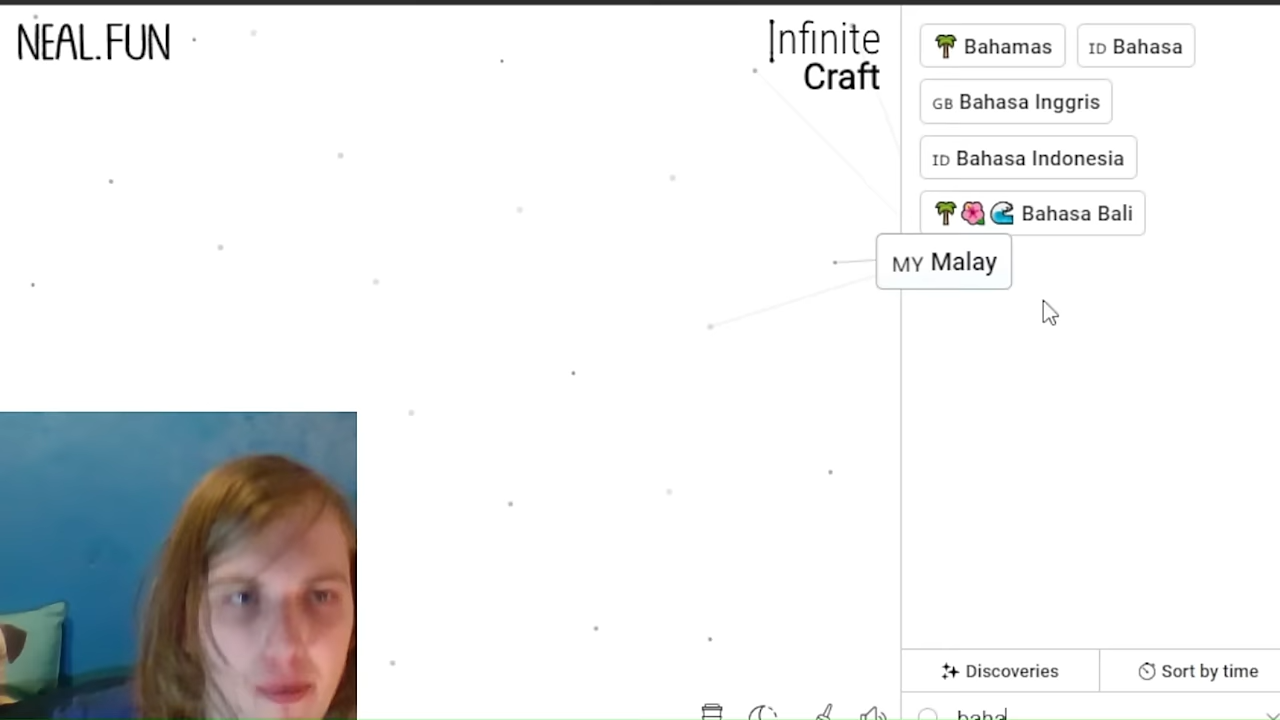 NEAL.FUN
Infinite
Craft
🌴 Bahamas
ID Bahasa
GB Bahasa Inggris
ID Bahasa Indonesia
🌴🌺🌊 Bahasa Bali
MY Malay
Discoveries
Sort by time
baha